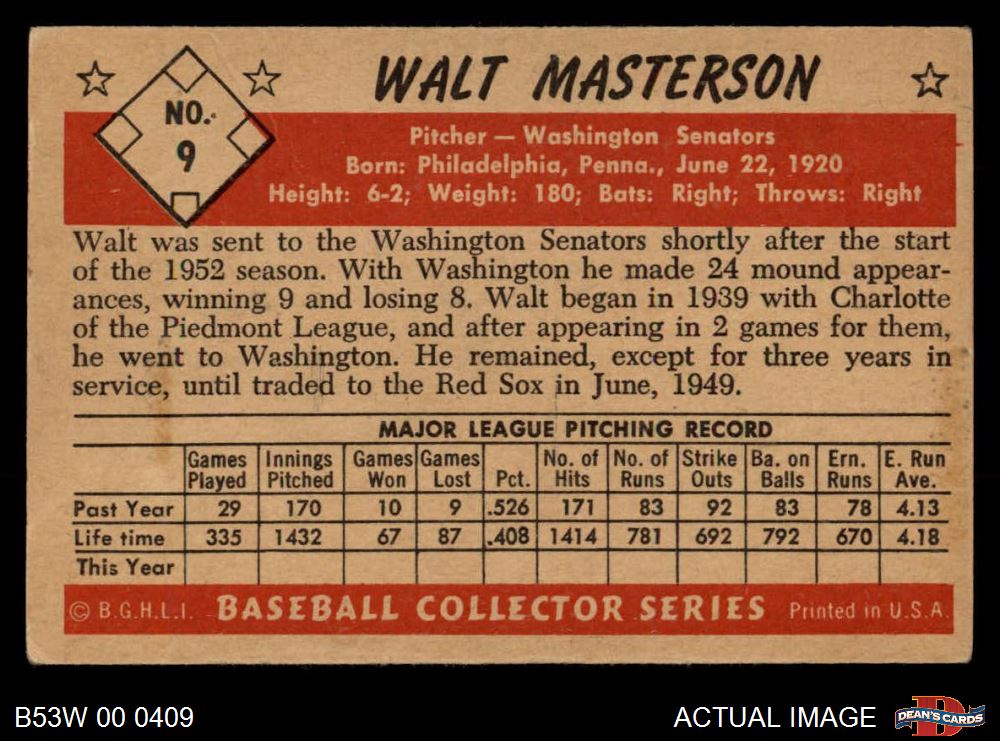 NO.
9
WALT MASTERSON
Pitcher — Washington Senators
Born: Philadelphia, Penna., June 22, 1920
Height: 6-2; Weight: 180; Bats: Right; Throws: Right
Walt was sent to the Washington Senators shortly after the start
of the 1952 season. With Washington he made 24 mound appear-
ances, winning 9 and losing 8. Walt began in 1939 with Charlotte
of the Piedmont League, and after appearing in 2 games for them,
he went to Washington. He remained, except for three years in
service, until traded to the Red Sox in June, 1949.
MAJOR LEAGUE PITCHING RECORD
Games Played Innings Pitched Games Won Games Lost Pct. No. of Hits No. of Runs Strike Outs Ba. on Balls Ern. Runs E. Run Ave.
Past Year 29 170 10 9 .526 171 83 92 83 78 4.13
Life time 335 1432 67 87 .408 1414 781 692 792 670 4.18
This Year
© B.G.H.L.I. BASEBALL COLLECTOR SERIES Printed in U.S.A.
B53W 00 0409 ACTUAL IMAGE DEAN'S CARDS